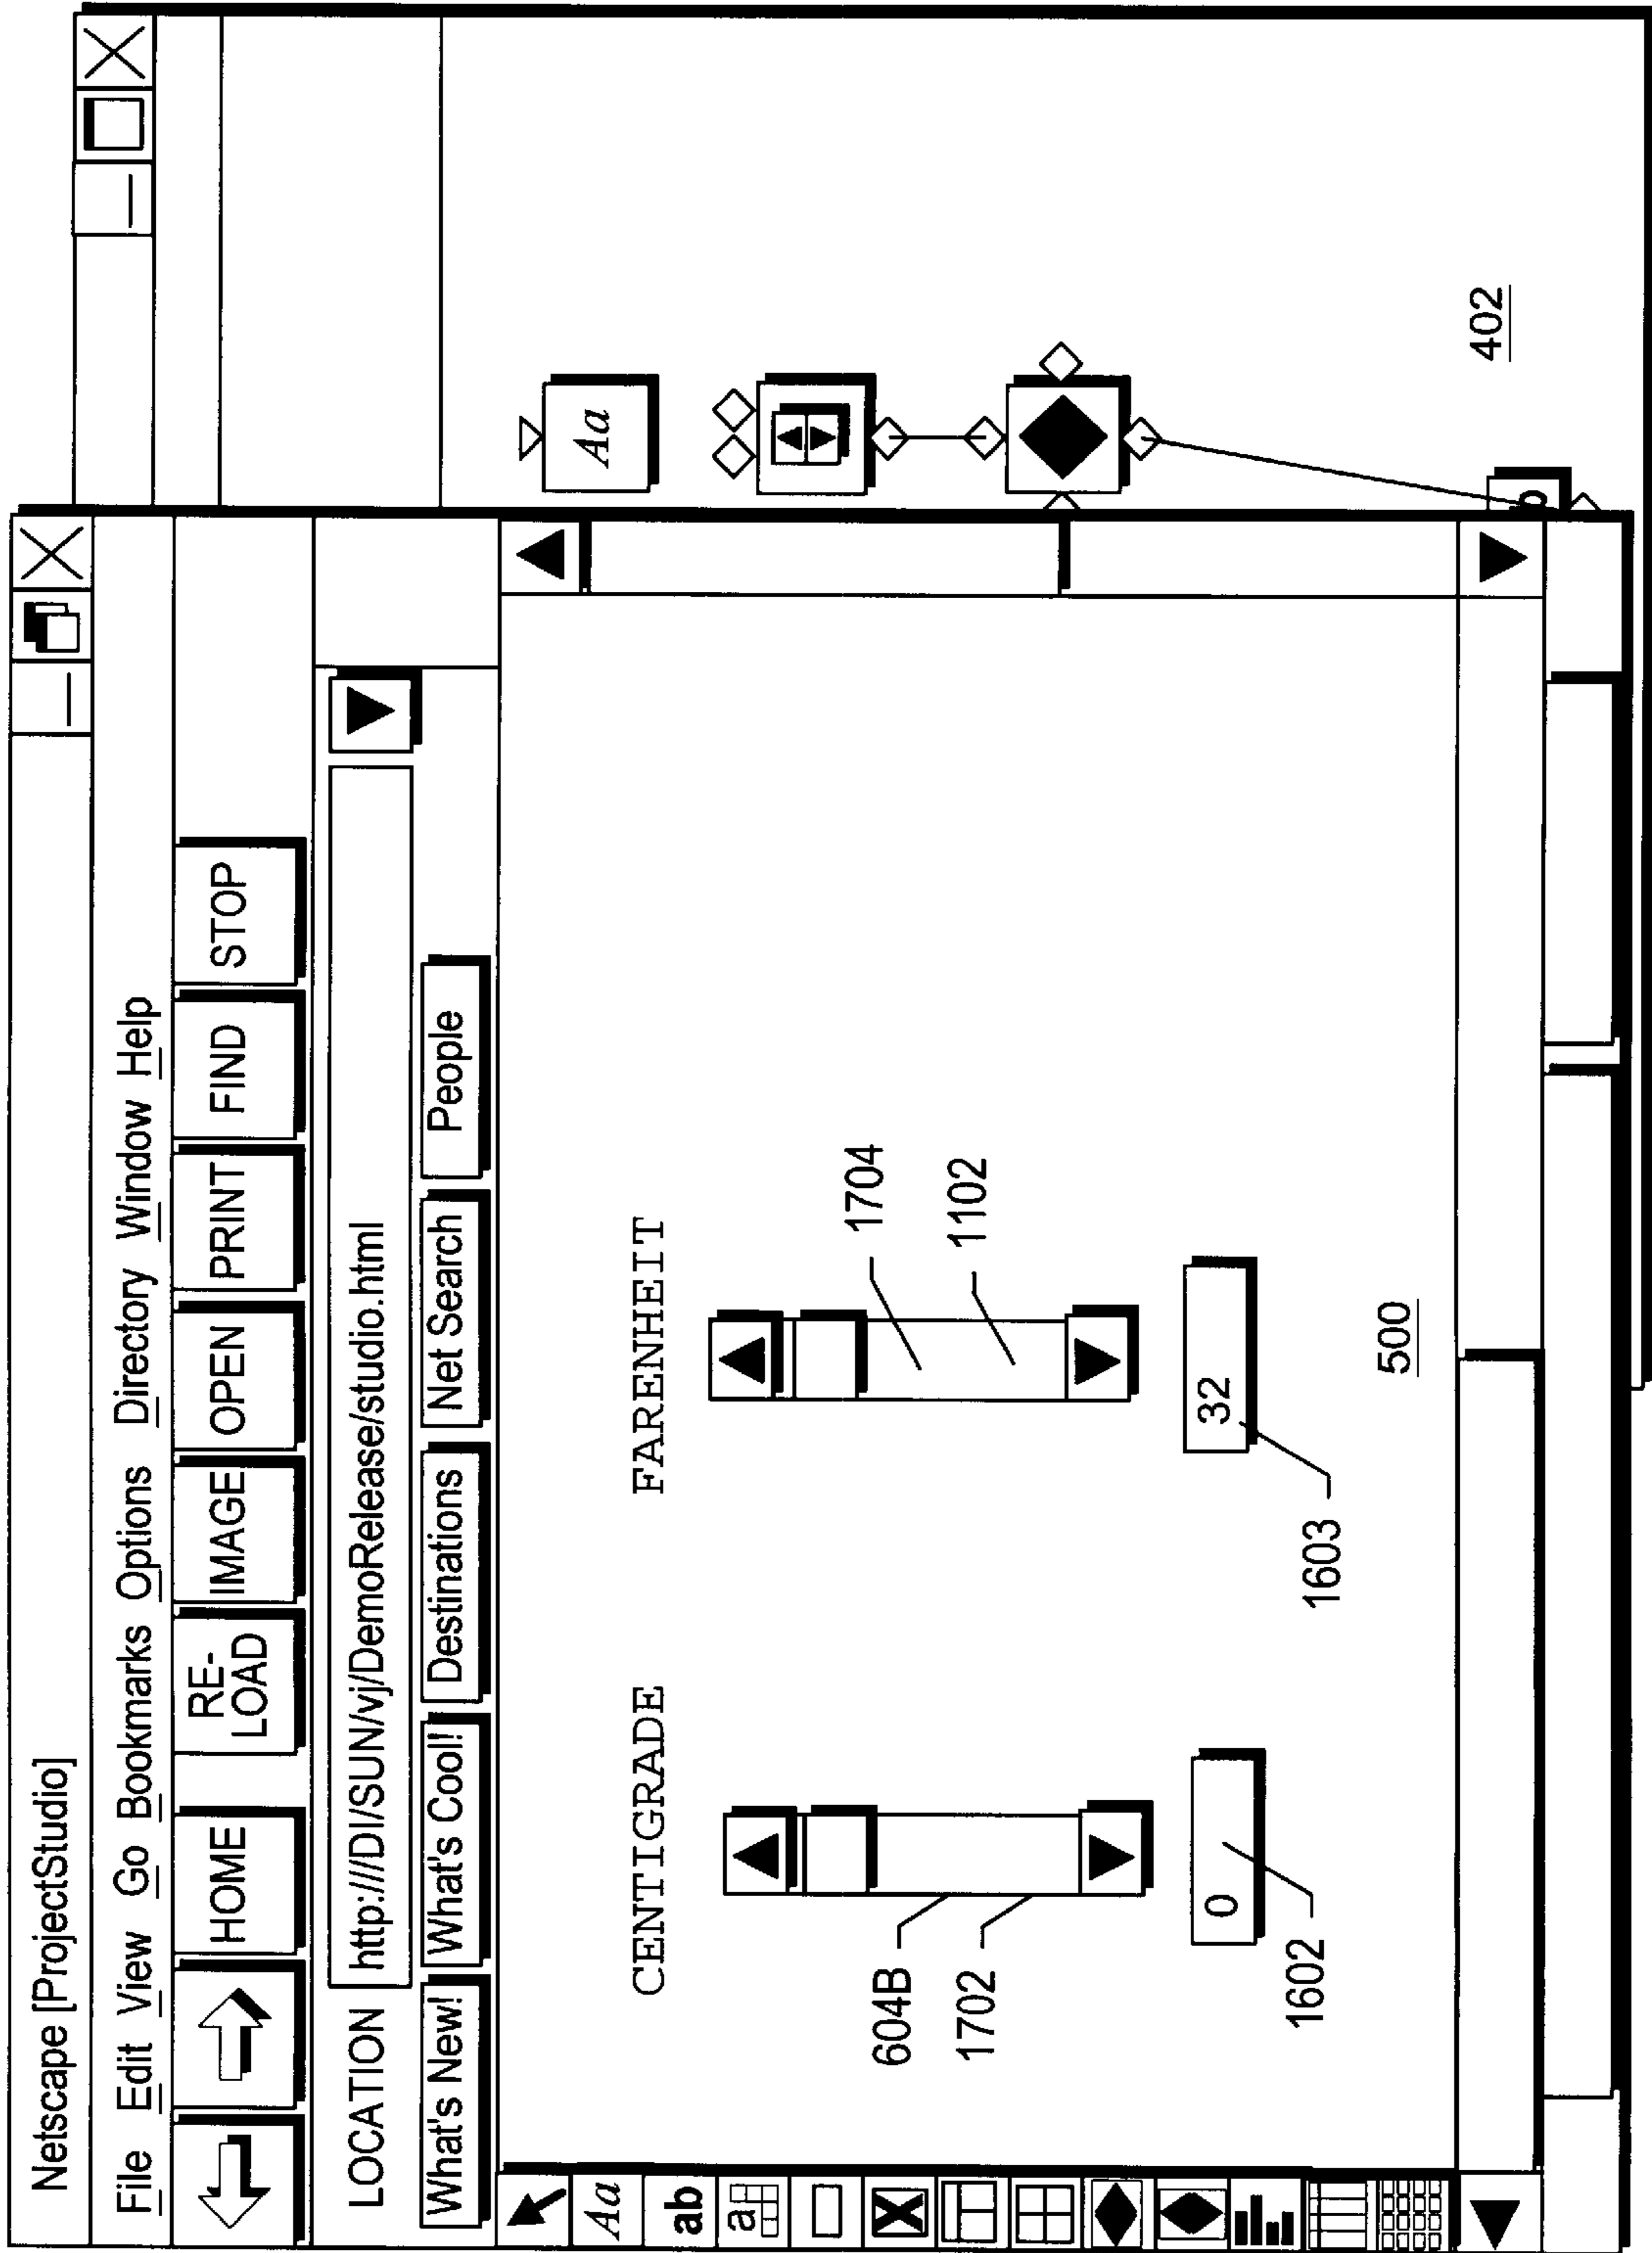 Netscape [ProjectStudio]
File Edit View Go Bookmarks Options Directory Window Help
HOME RE-LOAD IMAGE OPEN PRINT FIND STOP
LOCATION http:///DI/SUN/vj/DemoRelease/studio.html
What's New! What's Cool! Destinations Net Search People
Aa
ab
a
CENTIGRADE FARENHEIT
604B
1702
1704
1102
0
32
1602
1603
500
Aa
b
402